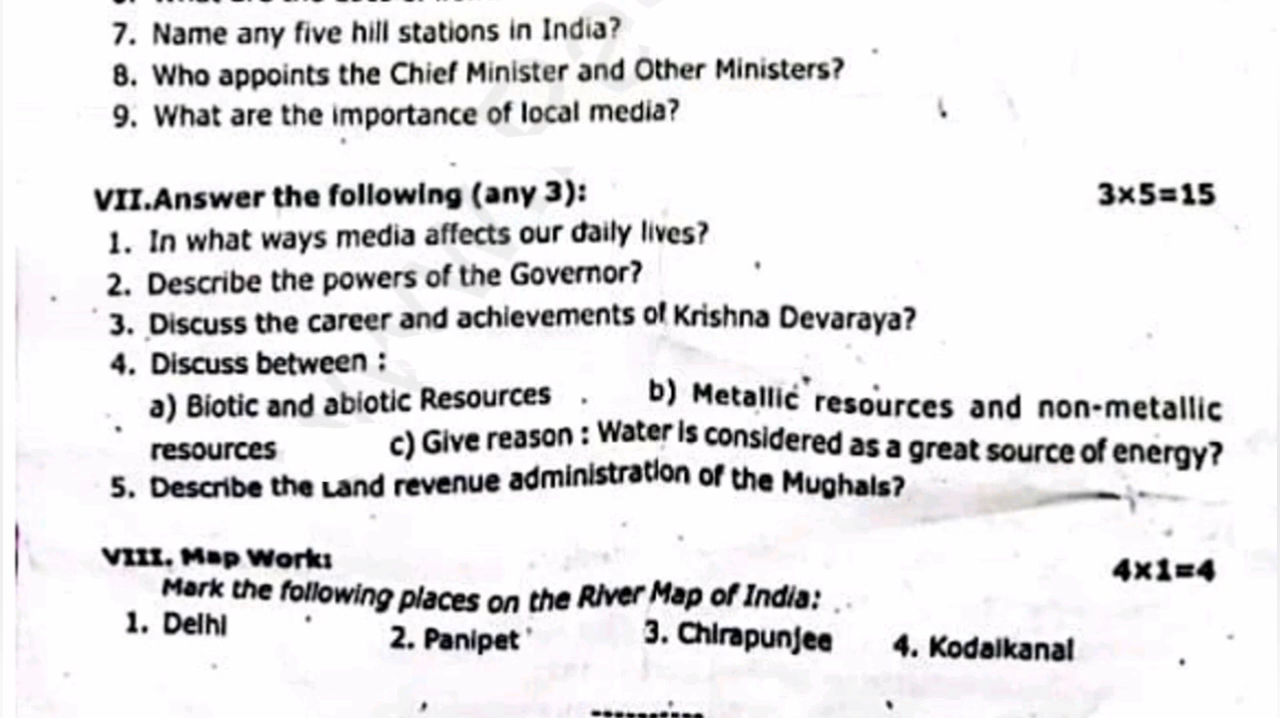 7. Name any five hill stations in India?
8. Who appoints the Chief Minister and Other Ministers?
9. What are the importance of local media?
VII.Answer the following (any 3): 3×5=15
1. In what ways media affects our daily lives?
2. Describe the powers of the Governor?
3. Discuss the career and achievements of Krishna Devaraya?
4. Discuss between :
a) Biotic and abiotic Resources . b) Metallic resources and non-metallic
resources c) Give reason : Water is considered as a great source of energy?
5. Describe the Land revenue administration of the Mughals?
VIII. Map Work: 4×1=4
Mark the following places on the River Map of India:
1. Delhi 2. Panipet 3. Chirapunjee 4. Kodaikanal